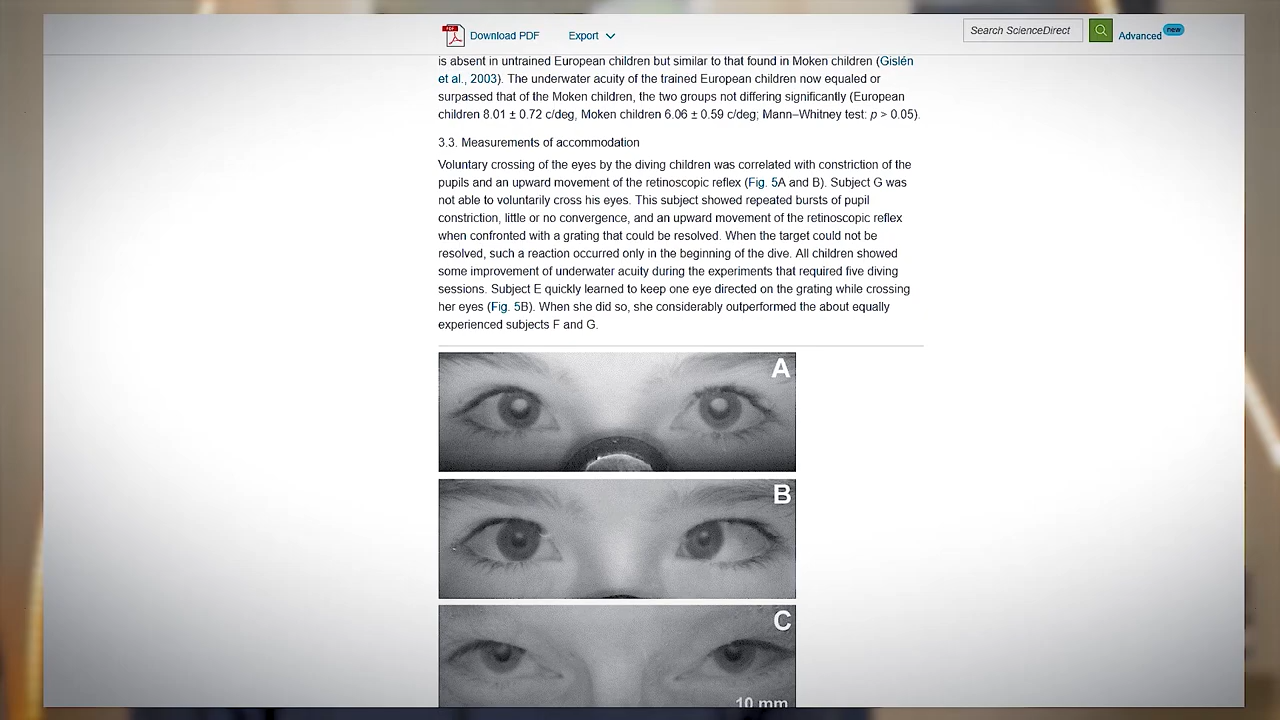 PDF
Download PDF
Export
Search ScienceDirect
Advanced
new
is absent in untrained European children but similar to that found in Moken children (Gislén
et al., 2003). The underwater acuity of the trained European children now equaled or
surpassed that of the Moken children, the two groups not differing significantly (European
children 8.01 ± 0.72 c/deg, Moken children 6.06 ± 0.59 c/deg; Mann–Whitney test: p > 0.05).
3.3. Measurements of accommodation
Voluntary crossing of the eyes by the diving children was correlated with constriction of the
pupils and an upward movement of the retinoscopic reflex (Fig. 5A and B). Subject G was
not able to voluntarily cross his eyes. This subject showed repeated bursts of pupil
constriction, little or no convergence, and an upward movement of the retinoscopic reflex
when confronted with a grating that could be resolved. When the target could not be
resolved, such a reaction occurred only in the beginning of the dive. All children showed
some improvement of underwater acuity during the experiments that required five diving
sessions. Subject E quickly learned to keep one eye directed on the grating while crossing
her eyes (Fig. 5B). When she did so, she considerably outperformed the about equally
experienced subjects F and G.
A
B
C
10 mm